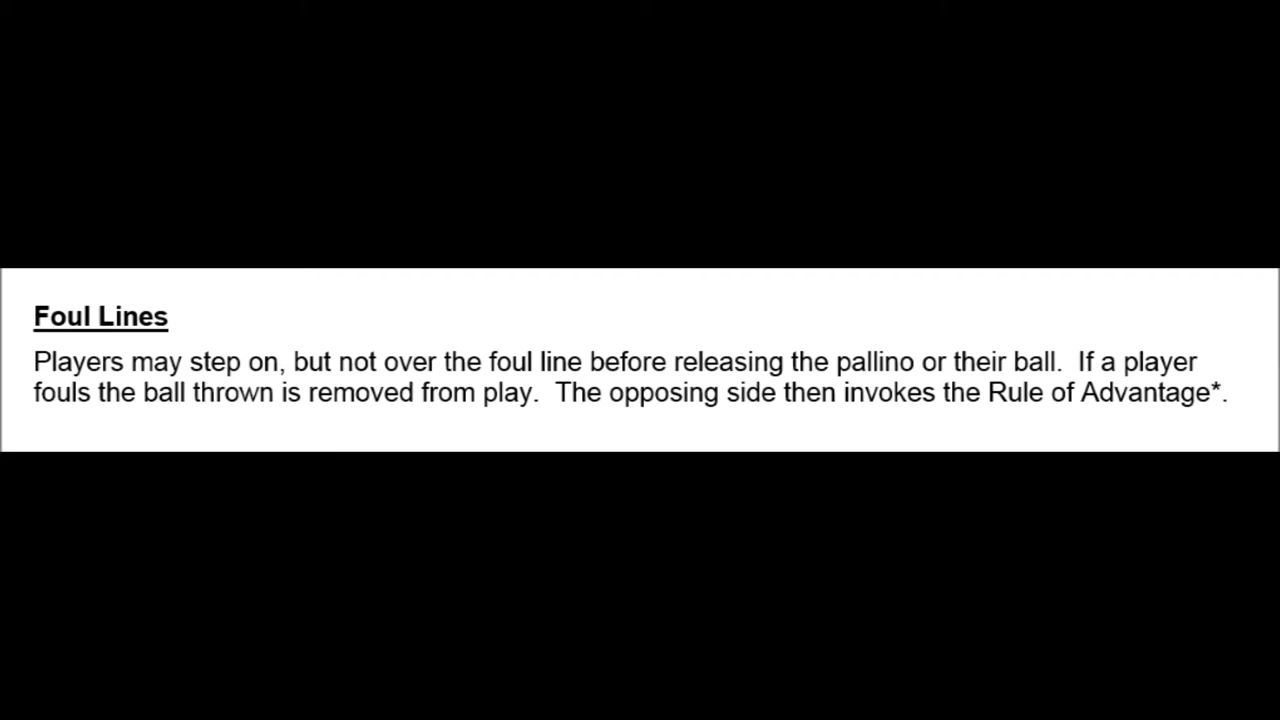 Foul Lines
Players may step on, but not over the foul line before releasing the pallino or their ball.  If a player
fouls the ball thrown is removed from play.  The opposing side then invokes the Rule of Advantage*.